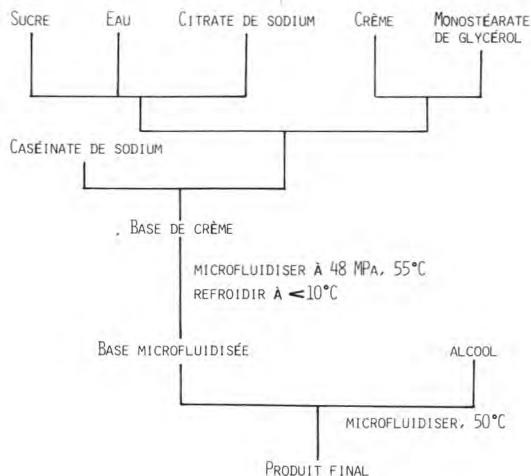 SUCRE EAU CITRATE DE SODIUM CRÈME MONOSTÉARATE
DE GLYCÉROL
CASÉINATE DE SODIUM
BASE DE CRÈME
MICROFLUIDISER À 48 MPA, 55°C
REFROIDIR À <10°C
BASE MICROFLUIDISÉE ALCOOL
MICROFLUIDISER, 50°C
PRODUIT FINAL